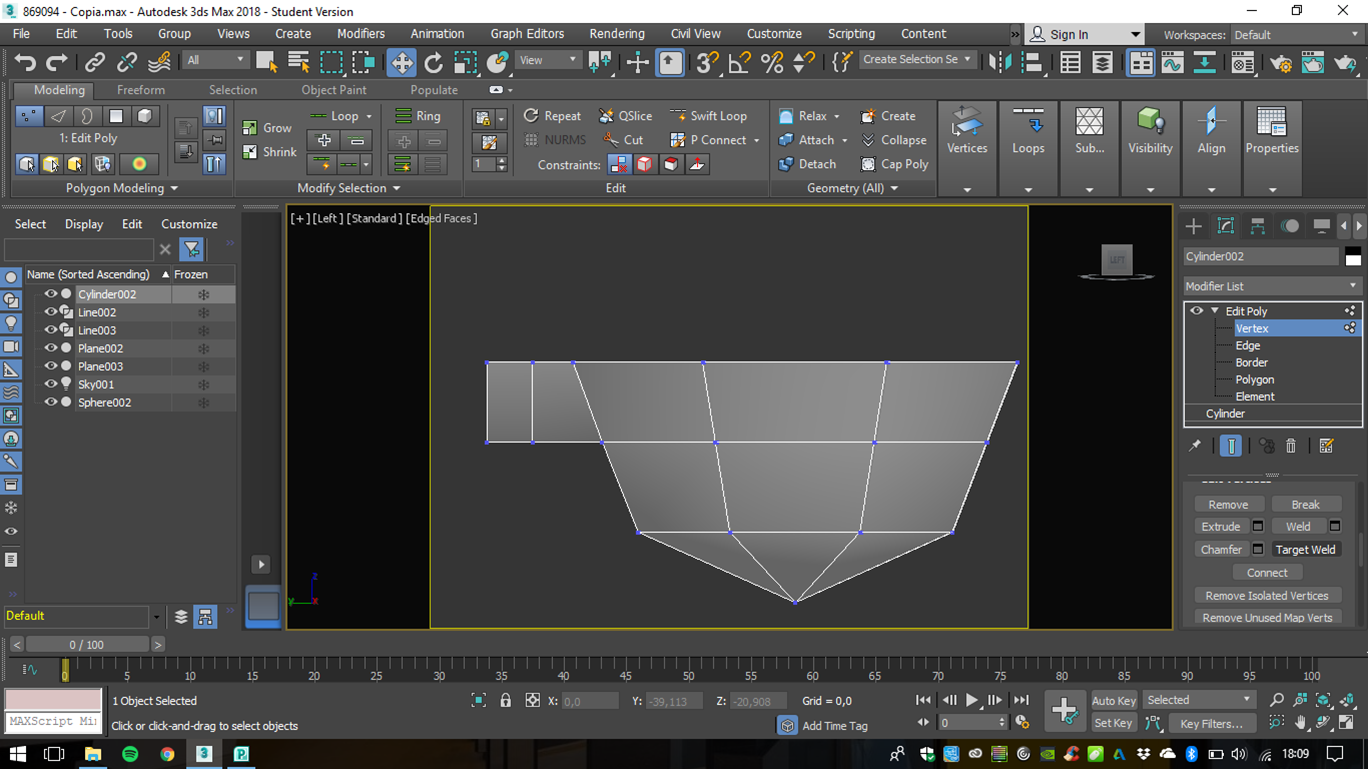 869094 - Copia.max - Autodesk 3ds Max 2018 - Student Version
File Edit Tools Group Views Create Modifiers Animation Graph Editors Rendering Civil View Customize Scripting Content » Sign In Workspaces: Default
All View Create Selection Se
Modeling Freeform Selection Object Paint Populate
1: Edit Poly
Polygon Modeling
Grow
Shrink
Loop Ring
Modify Selection
1
Repeat QSlice Swift Loop
NURMS Cut P Connect
Constraints:
Edit
Relax Create
Attach Collapse
Detach Cap Poly
Geometry (All)
Vertices Loops Sub... Visibility Align Properties
Select Display Edit Customize
Name (Sorted Ascending) Frozen
Cylinder002
Line002
Line003
Plane002
Plane003
Sky001
Sphere002
Default
[+] [Left] [Standard] [Edged Faces]
LEFT
z
y x
Cylinder002
Modifier List
Edit Poly
Vertex
Edge
Border
Polygon
Element
Cylinder
Remove Break
Extrude Weld
Chamfer Target Weld
Connect
Remove Isolated Vertices
Remove Unused Map Verts
< 0 / 100 >
0 5 10 15 20 25 30 35 40 45 50 55 60 65 70 75 80 85 90 95 100
MAXScript Mi
1 Object Selected
Click or click-and-drag to select objects
X: 0,0 Y: -39,113 Z: -20,908 Grid = 0,0
Add Time Tag
0
Auto Key Selected
Set Key Key Filters...
18:09